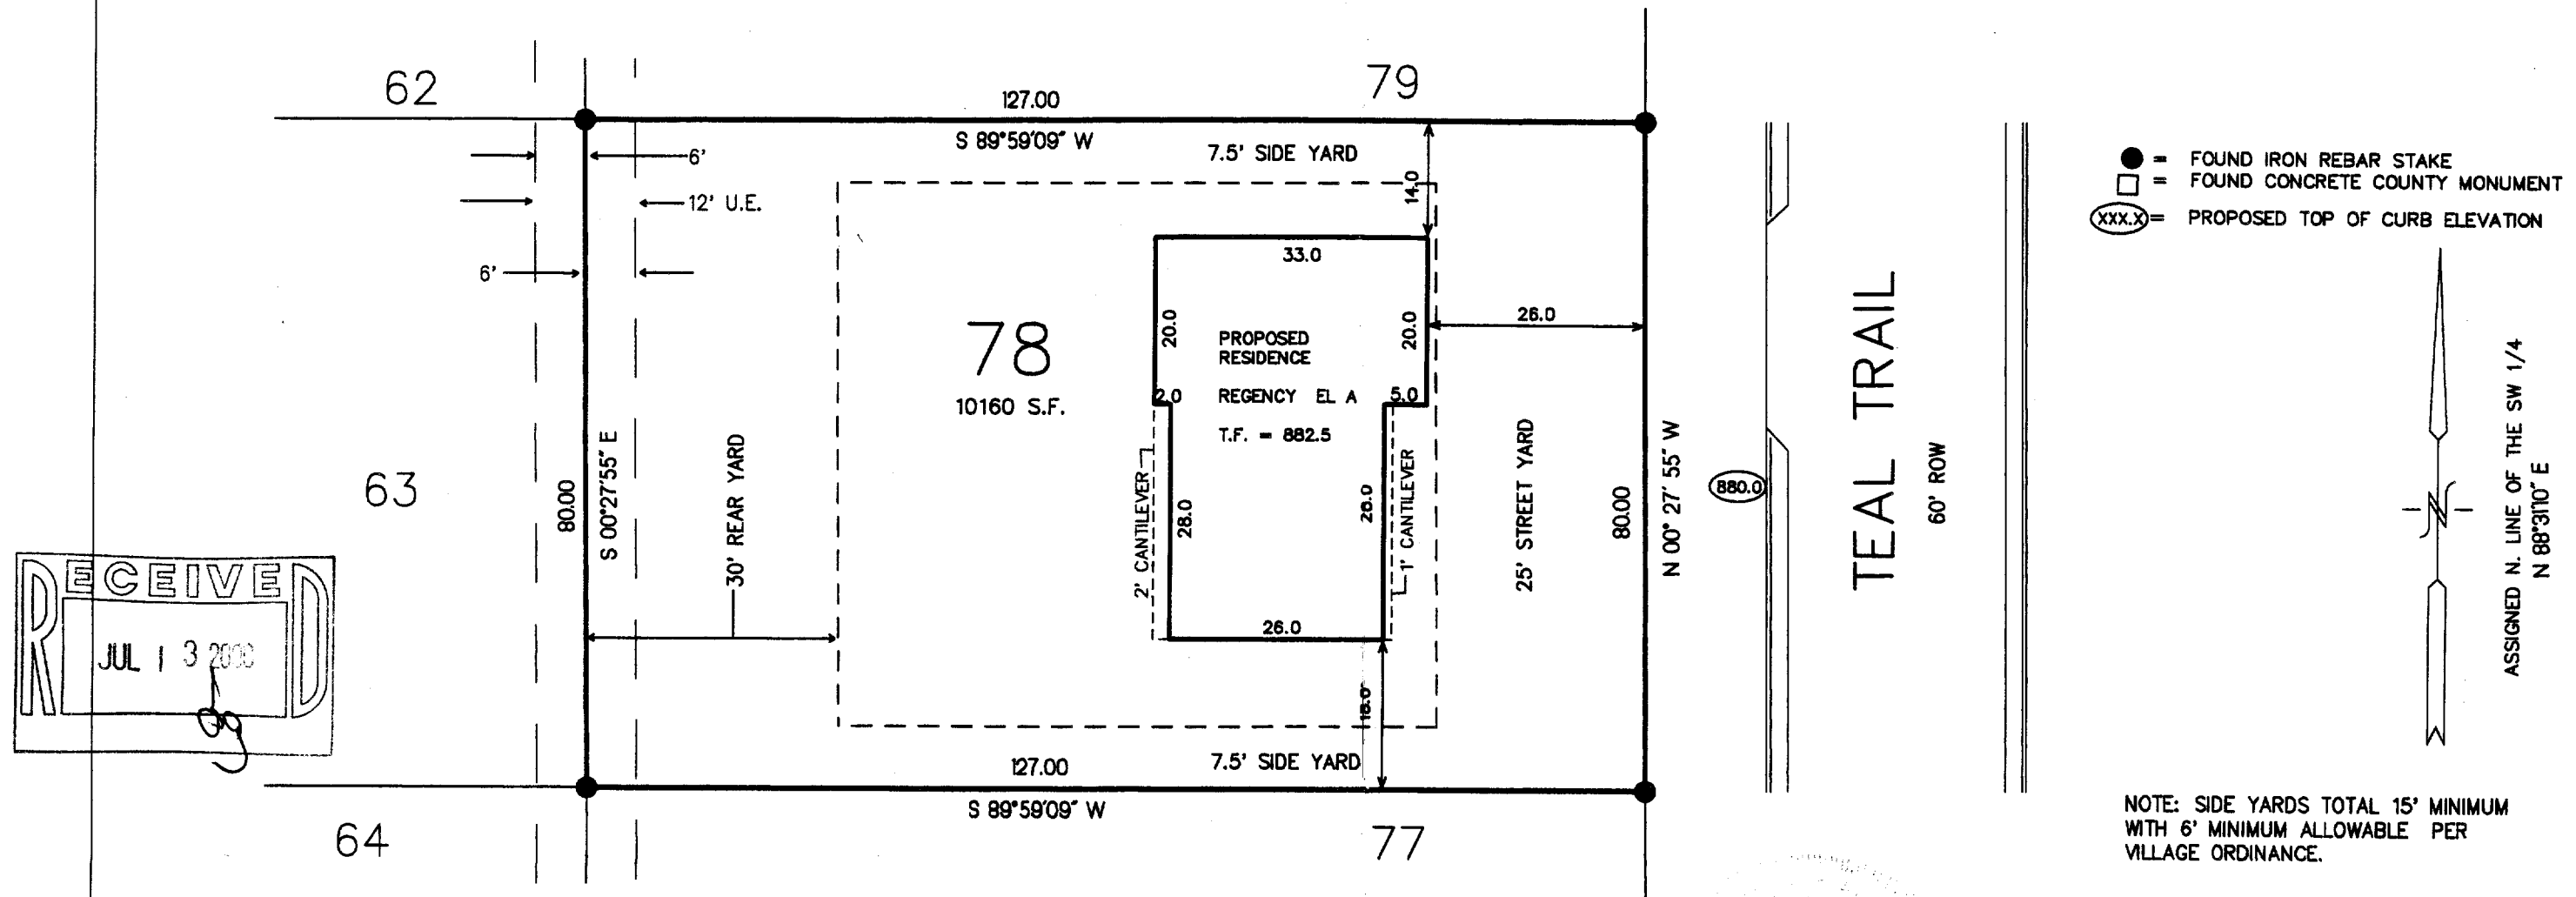 62
79
127.00
S 89°59'09" W
6'
7.5' SIDE YARD
12' U.E.
14.0
6'
33.0
20.0
PROPOSED
RESIDENCE
20.0
26.0
78
10160 S.F.
2.0
REGENCY EL A
5.0
T.F. = 882.5
63
80.00
S 00°27'55" E
30' REAR YARD
2' CANTILEVER
28.0
26.0
1' CANTILEVER
25' STREET YARD
80.00
N 00° 27' 55" W
880.0
TEAL TRAIL
60' ROW
26.0
18.0
7.5' SIDE YARD
127.00
S 89°59'09" W
64
77
RECEIVED
JUL 13 2000
● = FOUND IRON REBAR STAKE
□ = FOUND CONCRETE COUNTY MONUMENT
XXX.X = PROPOSED TOP OF CURB ELEVATION
N
ASSIGNED N. LINE OF THE SW 1/4
N 88°31'10" E
NOTE: SIDE YARDS TOTAL 15' MINIMUM
WITH 6' MINIMUM ALLOWABLE PER
VILLAGE ORDINANCE.